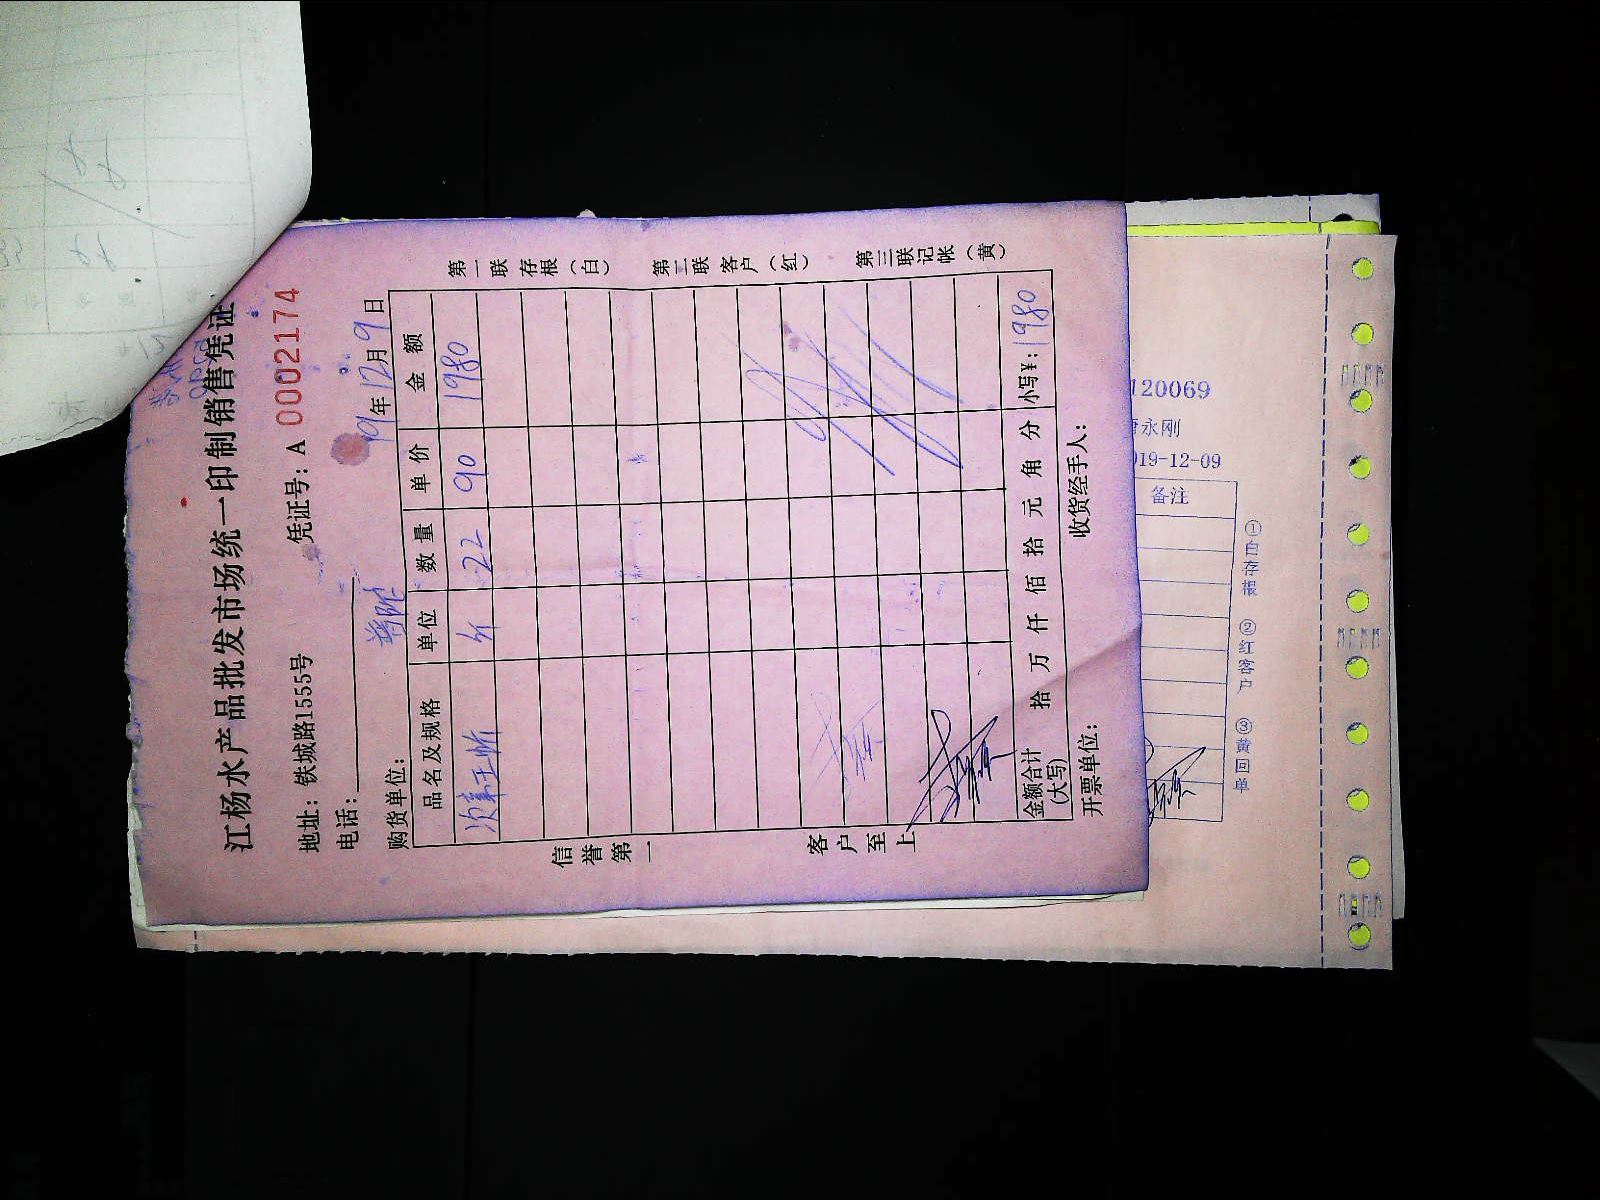 江杨水产品批发市场统一印制销售凭证
地址：铁城路1555号 凭证号：A 0002174
电话：
购货单位： 19年12月9日
品名及规格 单位 数量 单价 金额
斤 22 90 1980
金额合计(大写) 拾 万 仟 佰 拾 元 角 分 小写¥：1980
开票单位： 收货经手人：
第一联存根（白） 第二联客户（红） 第三联记帐（黄）
信誉第一 客户至上
120069
永刚
19-12-09
备注
①白存根 ②红客户 ③黄回单